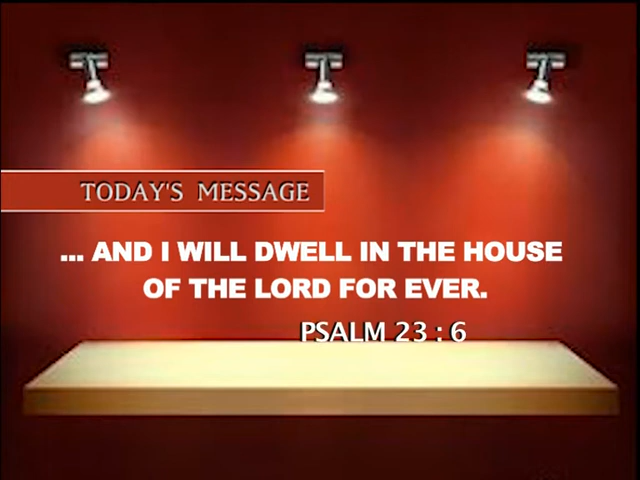 TODAY'S MESSAGE
... AND I WILL DWELL IN THE HOUSE
OF THE LORD FOR EVER.
PSALM 23 : 6